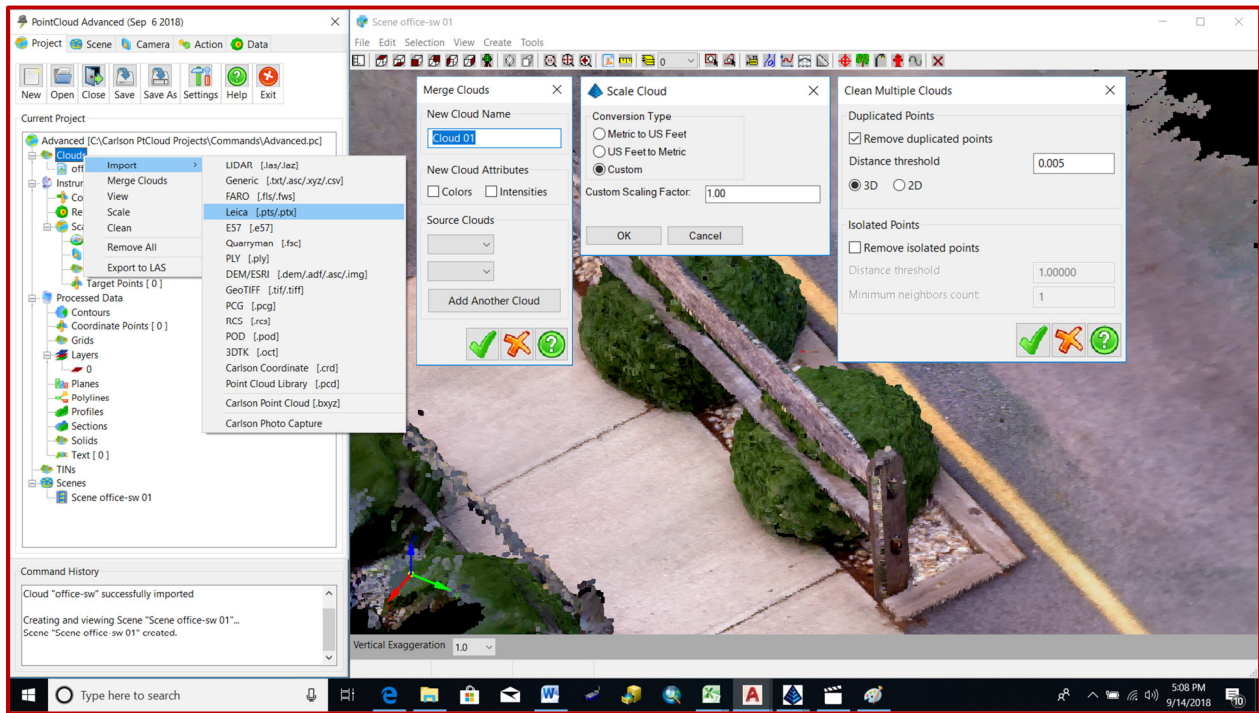 PointCloud Advanced (Sep 6 2018)
Project Scene Camera Action Data
New Open Close Save Save As Settings Help Exit
Current Project
Advanced [C:\Carlson PtCloud Projects\Commands\Advanced.pc]
Clouds
Target Points [ 0 ]
Processed Data
Contours
Coordinate Points [ 0 ]
Grids
Layers
0
Planes
Polylines
Profiles
Sections
Solids
Text [ 0 ]
TINs
Scenes
Scene office-sw 01
Import
Merge Clouds
View
Scale
Clean
Remove All
Export to LAS
LIDAR [.las/.laz]
Generic [.txt/.asc/.xyz/.csv]
FARO [.fls/.fws]
Leica [.pts/.ptx]
E57 [.e57]
Quarryman [.fsc]
PLY [.ply]
DEM/ESRI [.dem/.adf/.asc/.img]
GeoTIFF [.tif/.tiff]
PCG [.pcg]
RCS [.rcs]
POD [.pod]
3DTK [.oct]
Carlson Coordinate [.crd]
Point Cloud Library [.pcd]
Carlson Point Cloud [.bxyz]
Carlson Photo Capture
Command History
Cloud "office-sw" successfully imported
Creating and viewing Scene "Scene office-sw 01"...
Scene "Scene office-sw 01" created.
Scene office-sw 01
File Edit Selection View Create Tools
0
Merge Clouds
New Cloud Name
Cloud 01
New Cloud Attributes
Colors Intensities
Source Clouds
Add Another Cloud
Scale Cloud
Conversion Type
Metric to US Feet
US Feet to Metric
Custom
Custom Scaling Factor: 1.00
OK Cancel
Clean Multiple Clouds
Duplicated Points
Remove duplicated points
Distance threshold 0.005
3D 2D
Isolated Points
Remove isolated points
Distance threshold 1.00000
Minimum neighbors count: 1
Vertical Exaggeration 1.0
Type here to search
5:08 PM
9/14/2018